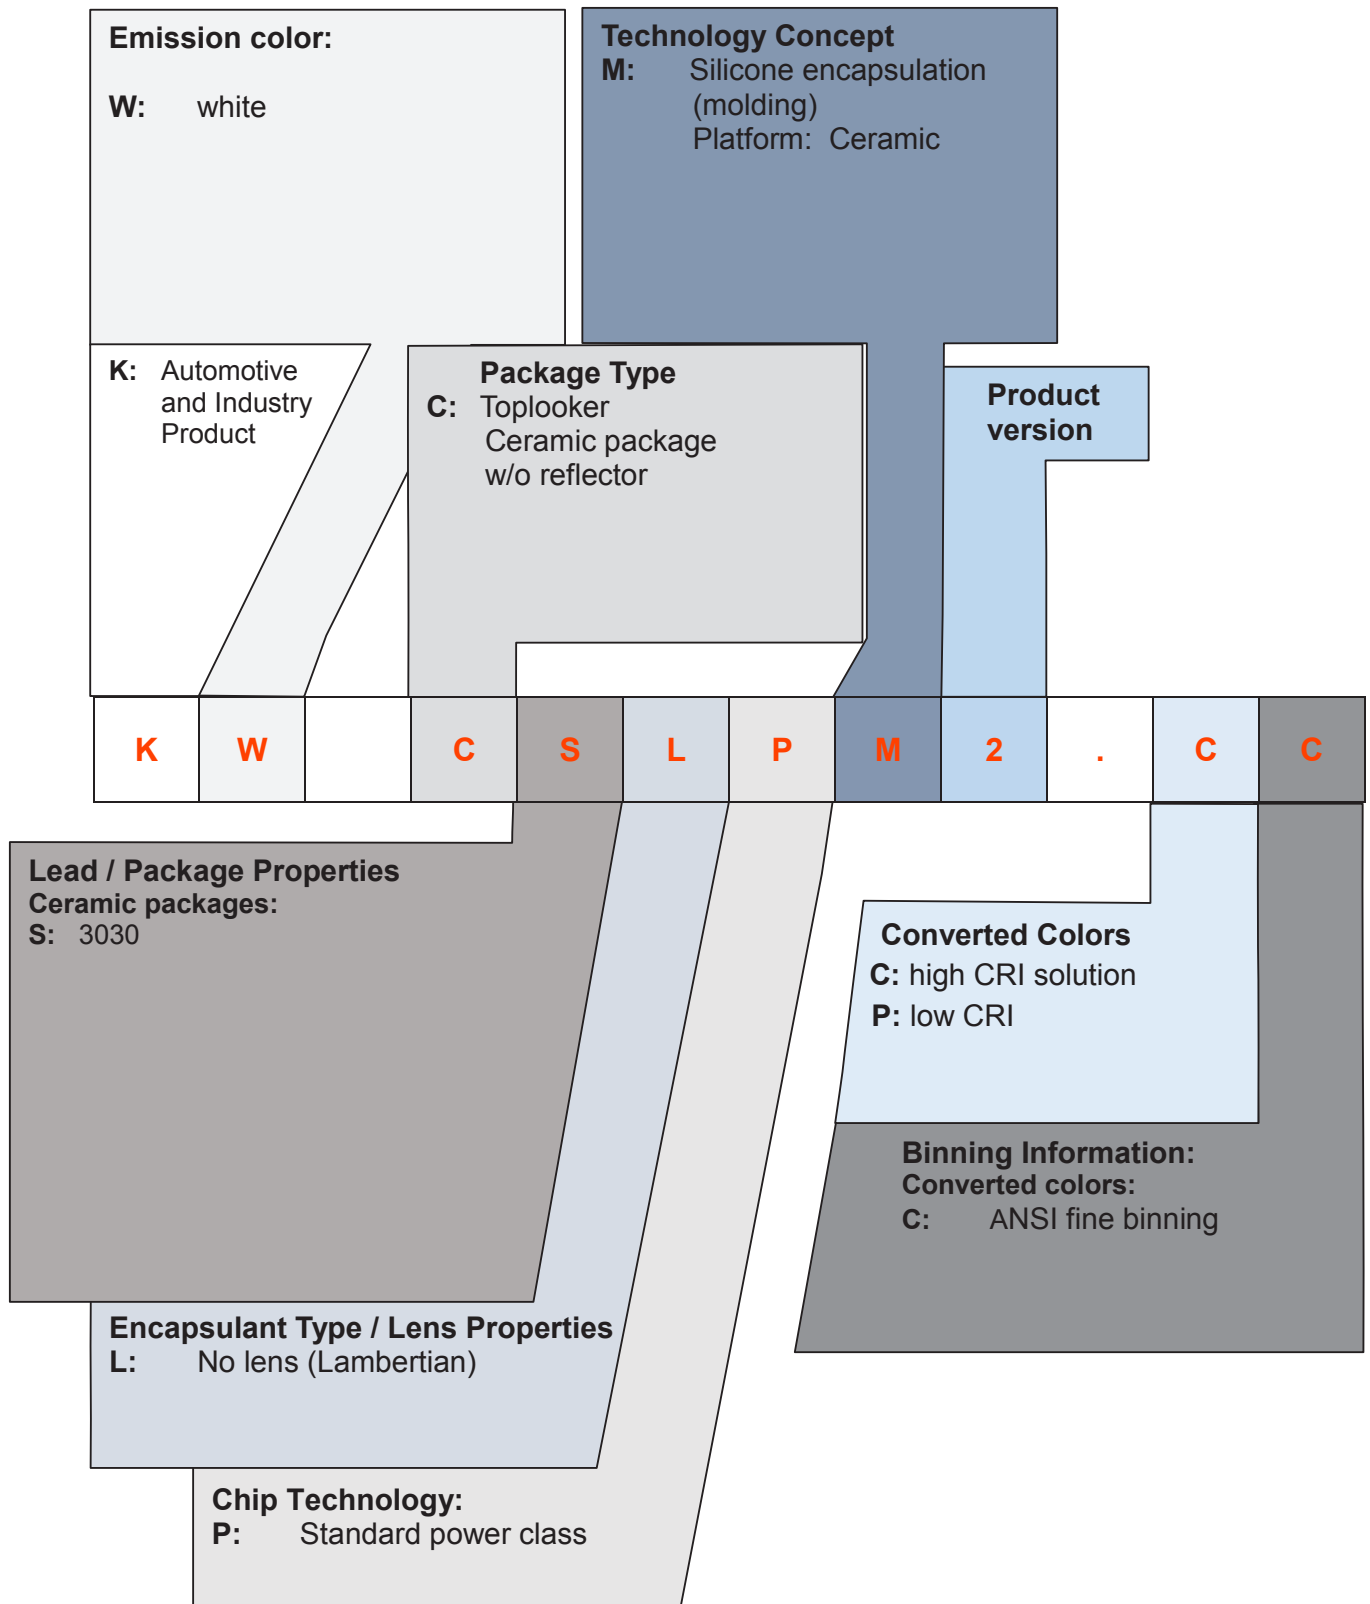 Emission color:
W: white
Technology Concept
M: Silicone encapsulation
(molding)
Platform: Ceramic
K: Automotive
and Industry
Product
Package Type
C: Toplooker
Ceramic package
w/o reflector
Product
version
K W C S L P M 2 . C C
Lead / Package Properties
Ceramic packages:
S: 3030
Converted Colors
C: high CRI solution
P: low CRI
Binning Information:
Converted colors:
C: ANSI fine binning
Encapsulant Type / Lens Properties
L: No lens (Lambertian)
Chip Technology:
P: Standard power class